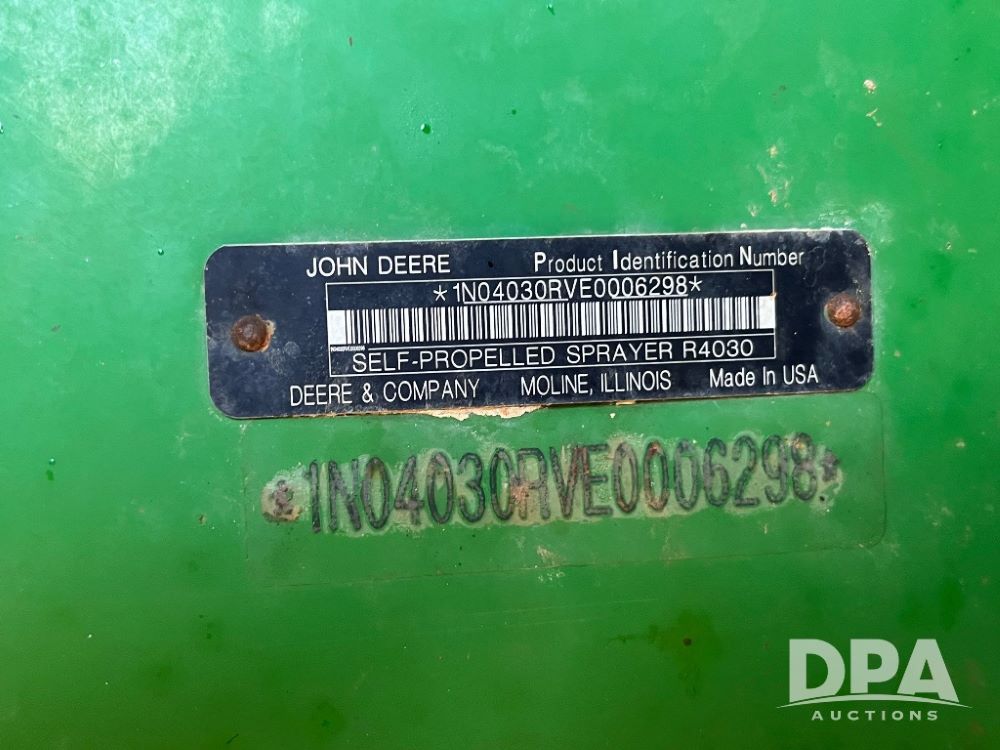 JOHN DEERE Product Identification Number
*1N04030RVE0006298*
SELF-PROPELLED SPRAYER R4030
DEERE & COMPANY MOLINE, ILLINOIS Made In USA
*1N04030RVE0006298*
DPA
AUCTIONS